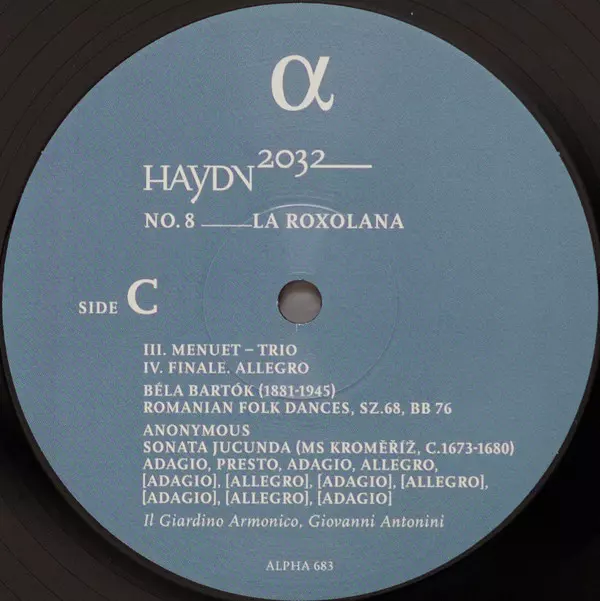 α
HAYDN2032
NO. 8 LA ROXOLANA
SIDE C
III. MENUET – TRIO
IV. FINALE. ALLEGRO
BÉLA BARTÓK (1881-1945)
ROMANIAN FOLK DANCES, SZ.68, BB 76
ANONYMOUS
SONATA JUCUNDA (MS KROMĚŘÍŽ, C.1673-1680)
ADAGIO, PRESTO, ADAGIO, ALLEGRO,
[ADAGIO], [ALLEGRO], [ADAGIO], [ALLEGRO],
[ADAGIO], [ALLEGRO], [ADAGIO]
Il Giardino Armonico, Giovanni Antonini
ALPHA 683